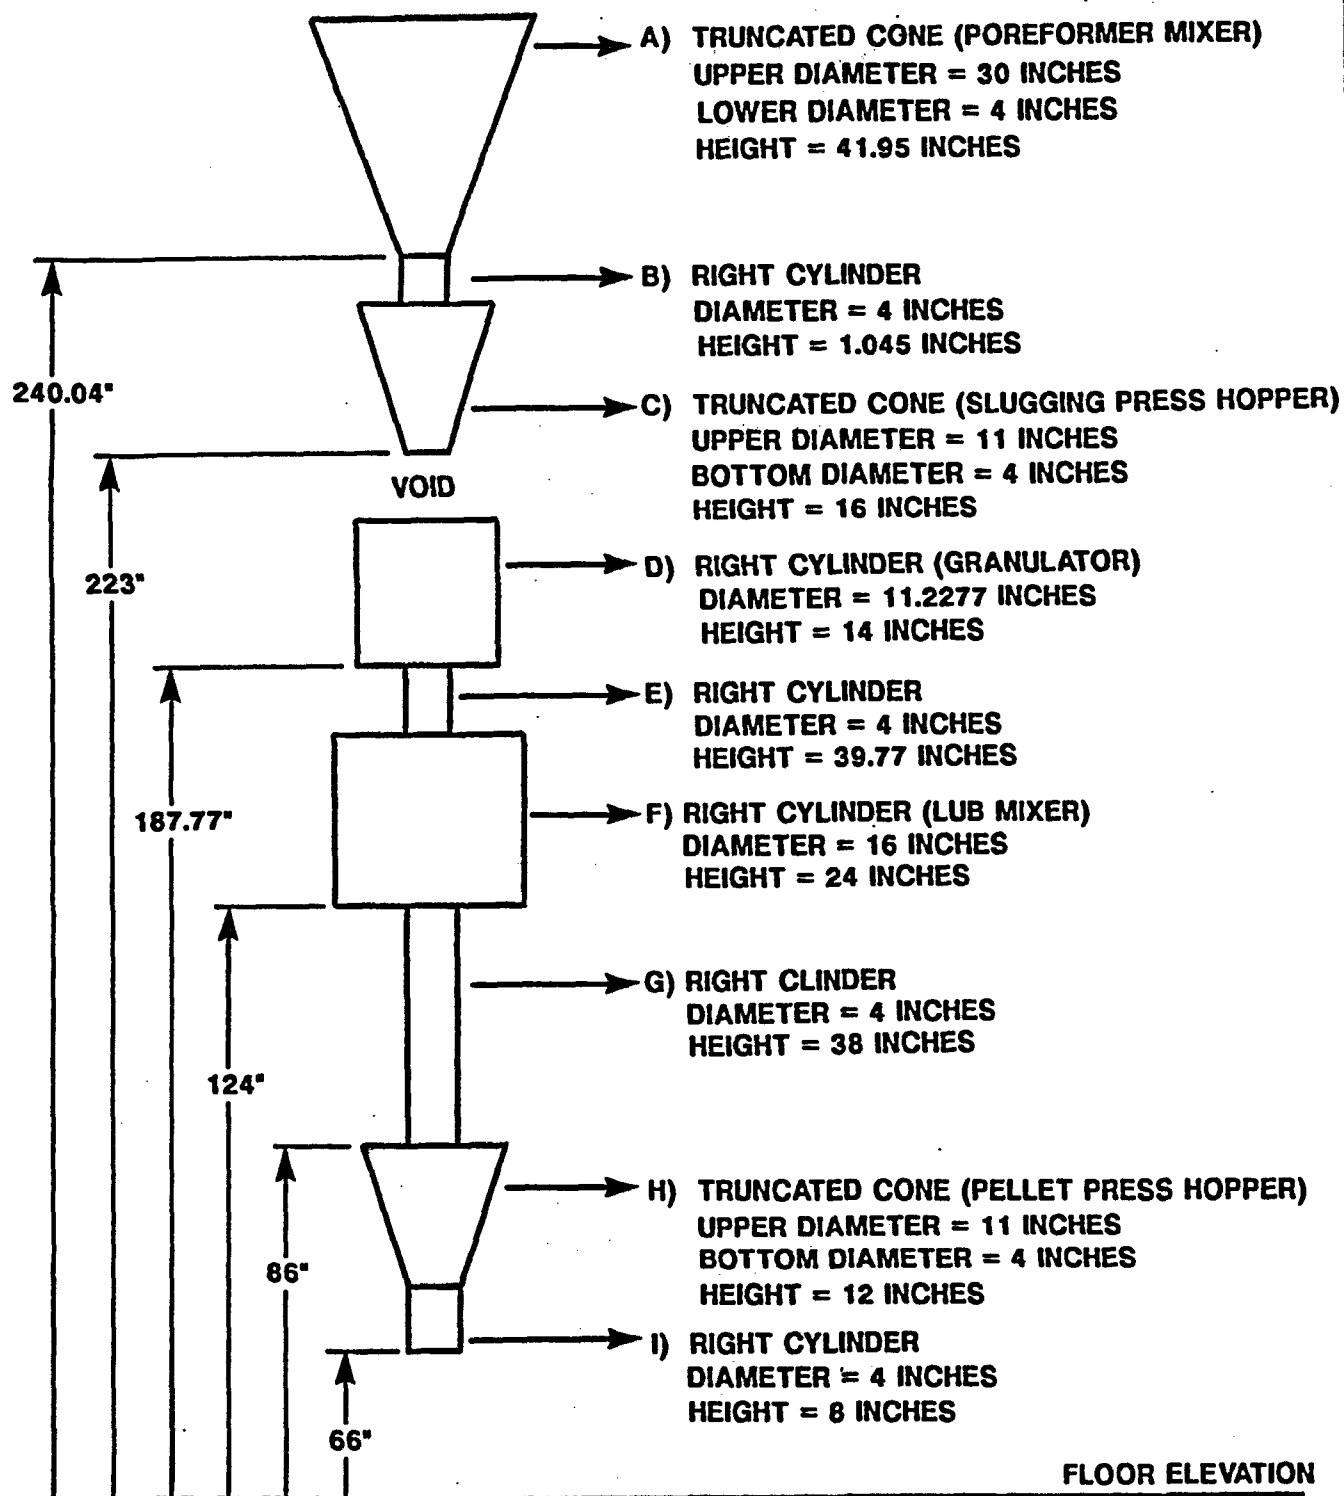 A) TRUNCATED CONE (POREFORMER MIXER)
UPPER DIAMETER = 30 INCHES
LOWER DIAMETER = 4 INCHES
HEIGHT = 41.95 INCHES
B) RIGHT CYLINDER
DIAMETER = 4 INCHES
HEIGHT = 1.045 INCHES
240.04"
C) TRUNCATED CONE (SLUGGING PRESS HOPPER)
UPPER DIAMETER = 11 INCHES
BOTTOM DIAMETER = 4 INCHES
HEIGHT = 16 INCHES
VOID
223"
D) RIGHT CYLINDER (GRANULATOR)
DIAMETER = 11.2277 INCHES
HEIGHT = 14 INCHES
E) RIGHT CYLINDER
DIAMETER = 4 INCHES
HEIGHT = 39.77 INCHES
187.77"
F) RIGHT CYLINDER (LUB MIXER)
DIAMETER = 16 INCHES
HEIGHT = 24 INCHES
G) RIGHT CLINDER
DIAMETER = 4 INCHES
HEIGHT = 38 INCHES
124"
H) TRUNCATED CONE (PELLET PRESS HOPPER)
UPPER DIAMETER = 11 INCHES
BOTTOM DIAMETER = 4 INCHES
HEIGHT = 12 INCHES
86"
I) RIGHT CYLINDER
DIAMETER = 4 INCHES
HEIGHT = 8 INCHES
66"
FLOOR ELEVATION